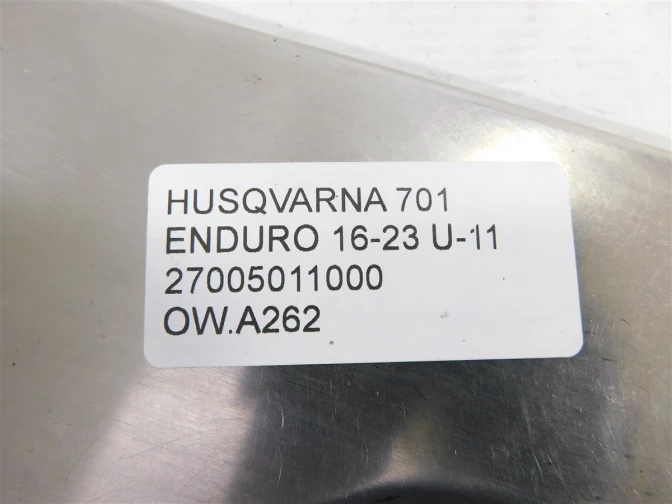 HUSQVARNA 701
ENDURO 16-23 U-11
27005011000
OW.A262